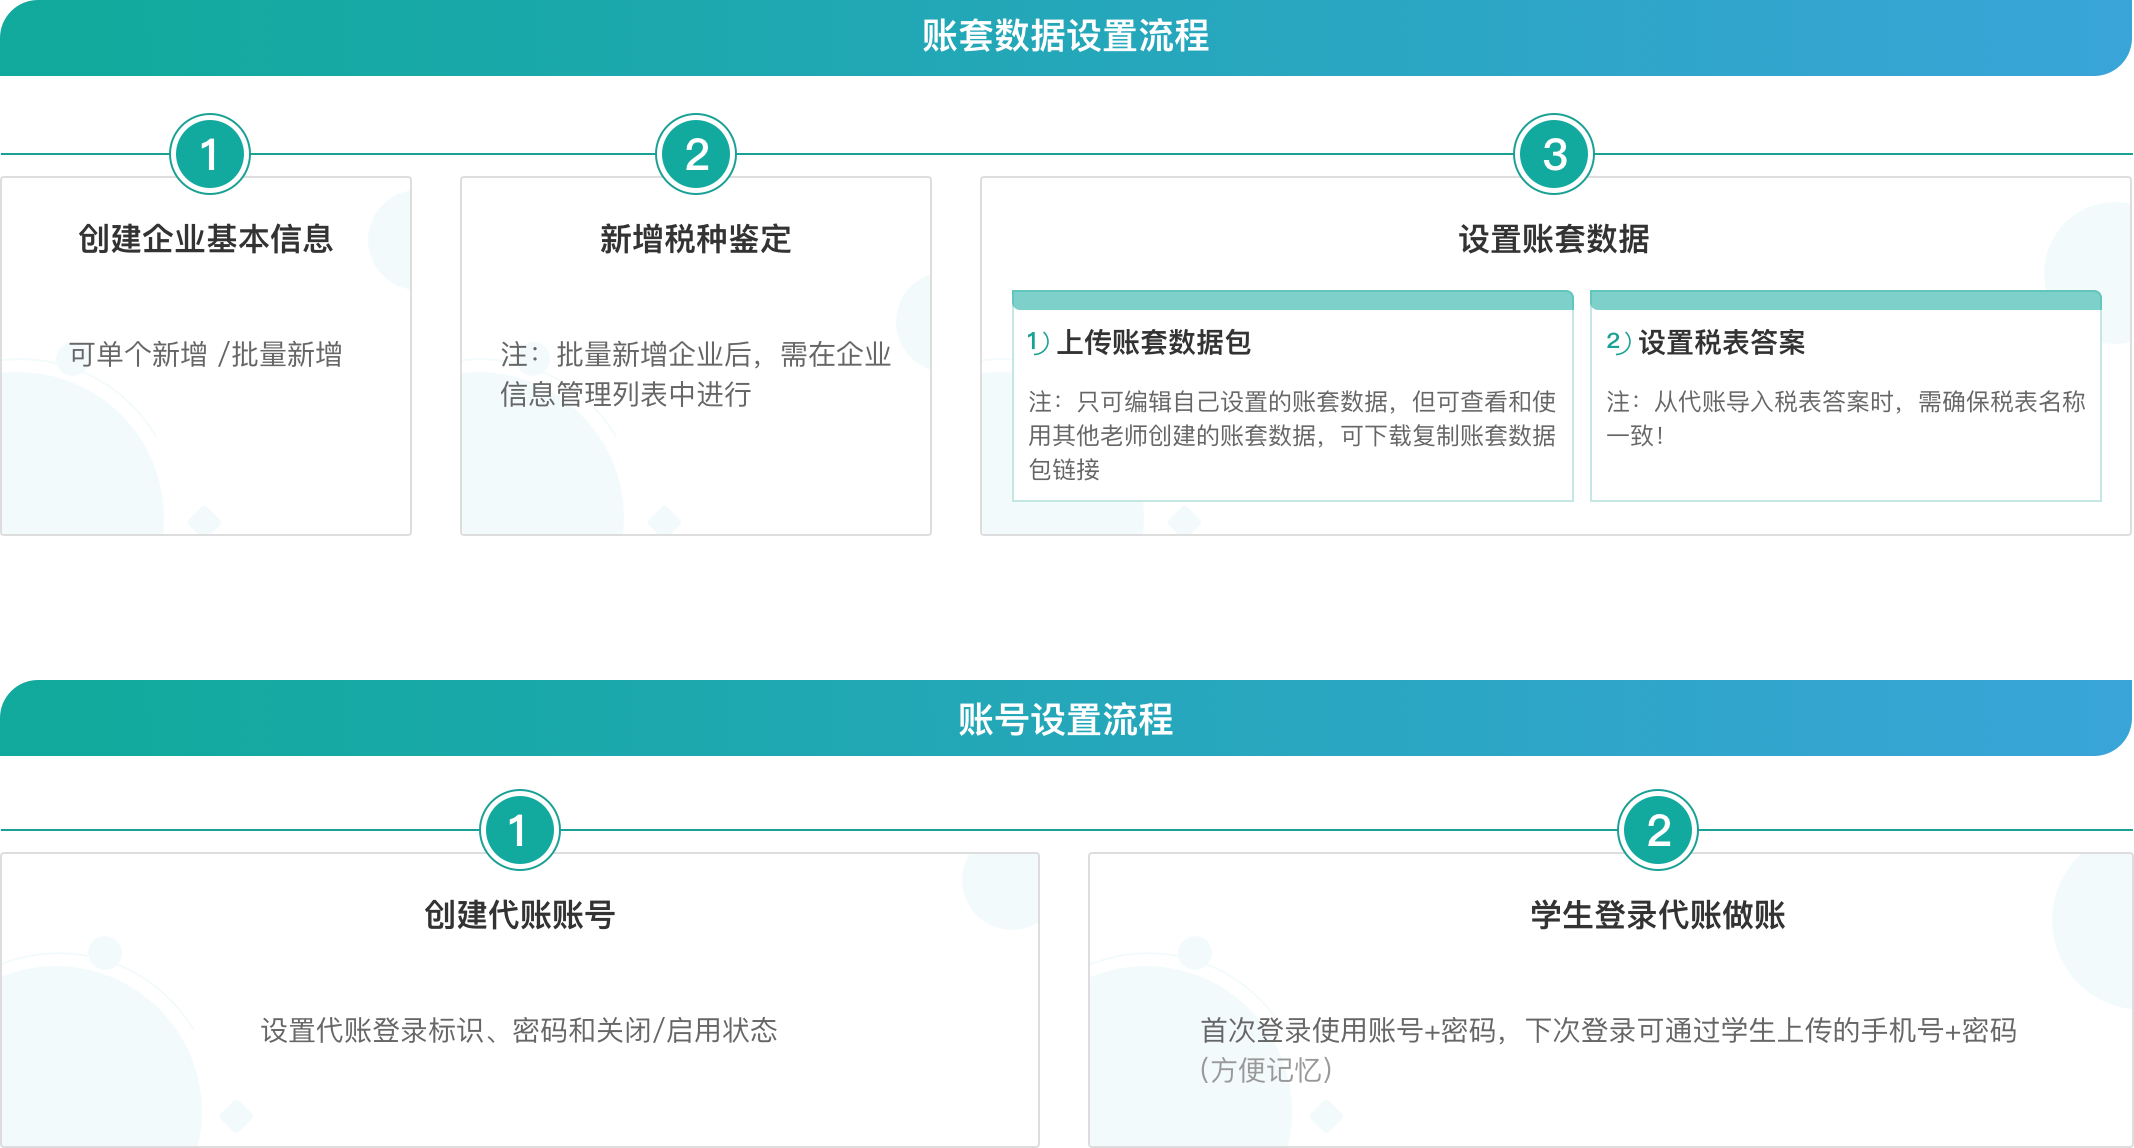 账套数据设置流程
1
创建企业基本信息
可单个新增 /批量新增
2
新增税种鉴定
注：批量新增企业后，需在企业
信息管理列表中进行
3
设置账套数据
1）上传账套数据包
注：只可编辑自己设置的账套数据，但可查看和使
用其他老师创建的账套数据，可下载复制账套数据
包链接
2）设置税表答案
注：从代账导入税表答案时，需确保税表名称
一致！
账号设置流程
1
创建代账账号
设置代账登录标识、密码和关闭/启用状态
2
学生登录代账做账
首次登录使用账号+密码，下次登录可通过学生上传的手机号+密码
（方便记忆）